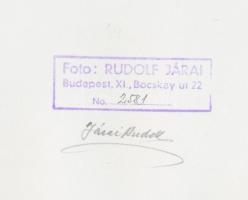 Foto: RUDOLF JÁRAI
Budapest, XI., Bocskay út 22
No. 2581
Járai Rudolf